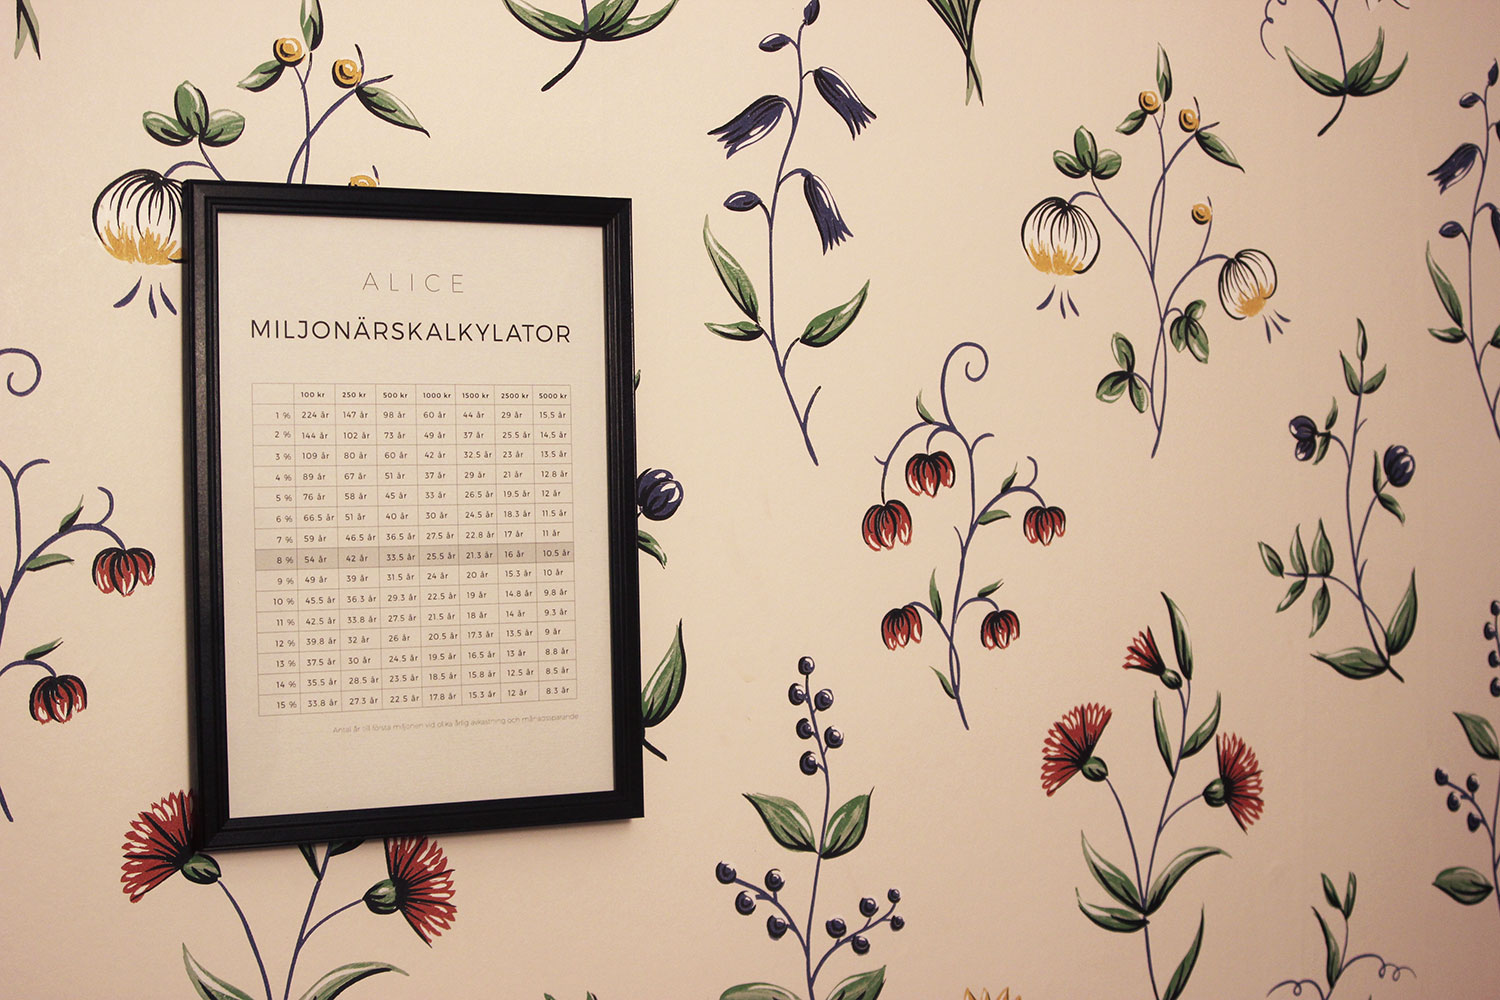 ALICE
MILJONÄRSKALKYLATOR
100 kr 250 kr 500 kr 1000 kr 1500 kr 2500 kr 5000 kr
1 % 224 år 147 år 98 år 60 år 44 år 29 år 15.5 år
2 % 144 år 102 år 73 år 49 år 37 år 25.5 år 14.5 år
3 % 109 år 80 år 60 år 42 år 32.5 år 23 år 13.5 år
4 % 89 år 67 år 51 år 37 år 29 år 21 år 12.8 år
5 % 76 år 58 år 45 år 33 år 26.5 år 19.5 år 12 år
6 % 66.5 år 51 år 40 år 30 år 24.5 år 18.3 år 11.5 år
7 % 59 år 46.5 år 36.5 år 27.5 år 22.8 år 17 år 11 år
8 % 54 år 42 år 33.5 år 25.5 år 21.3 år 16 år 10.5 år
9 % 49 år 39 år 31.5 år 24 år 20 år 15.3 år 10 år
10 % 45.5 år 36.3 år 29.3 år 22.5 år 19 år 14.8 år 9.8 år
11 % 42.5 år 33.8 år 27.5 år 21.5 år 18 år 14 år 9.3 år
12 % 39.8 år 32 år 26 år 20.5 år 17.3 år 13.5 år 9 år
13 % 37.5 år 30 år 24.5 år 19.5 år 16.5 år 13 år 8.8 år
14 % 35.5 år 28.5 år 23.5 år 18.5 år 15.8 år 12.5 år 8.5 år
15 % 33.8 år 27.3 år 22.5 år 17.8 år 15.3 år 12 år 8.3 år
Antal år till första miljonen vid olika årlig avkastning och månadssparande